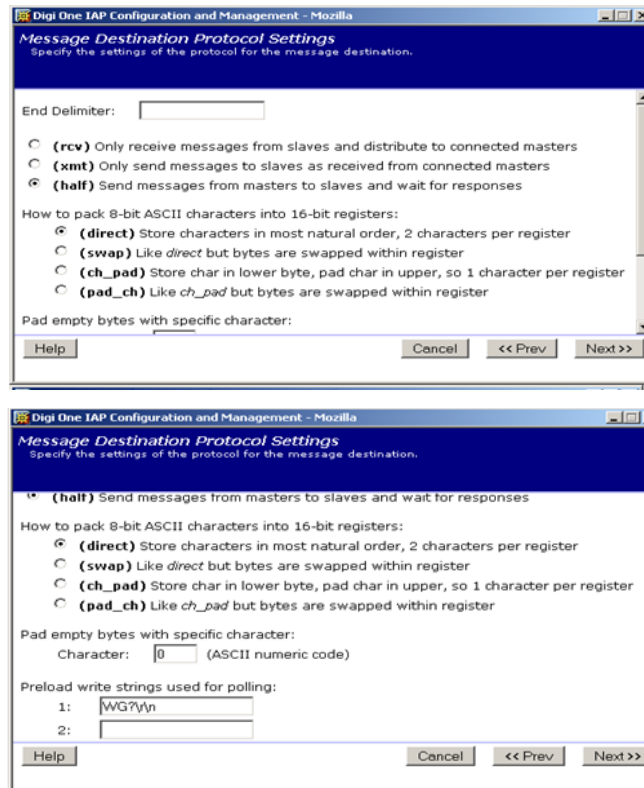 Digi One IAP Configuration and Management - Mozilla
Message Destination Protocol Settings
Specify the settings of the protocol for the message destination.
End Delimiter:
(rcv) Only receive messages from slaves and distribute to connected masters
(xmt) Only send messages to slaves as received from connected masters
(half) Send messages from masters to slaves and wait for responses
How to pack 8-bit ASCII characters into 16-bit registers:
(direct) Store characters in most natural order, 2 characters per register
(swap) Like direct but bytes are swapped within register
(ch_pad) Store char in lower byte, pad char in upper, so 1 character per register
(pad_ch) Like ch_pad but bytes are swapped within register
Pad empty bytes with specific character:
Help Cancel << Prev Next >>
Digi One IAP Configuration and Management - Mozilla
Message Destination Protocol Settings
Specify the settings of the protocol for the message destination.
(half) Send messages from masters to slaves and wait for responses
How to pack 8-bit ASCII characters into 16-bit registers:
(direct) Store characters in most natural order, 2 characters per register
(swap) Like direct but bytes are swapped within register
(ch_pad) Store char in lower byte, pad char in upper, so 1 character per register
(pad_ch) Like ch_pad but bytes are swapped within register
Pad empty bytes with specific character:
Character: 0 (ASCII numeric code)
Preload write strings used for polling:
1: WG?\r\n
2:
Help Cancel << Prev Next >>